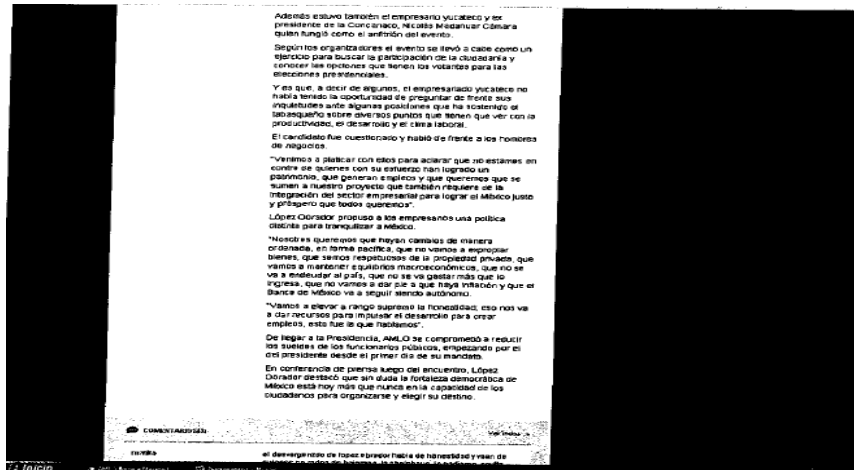 Además estuvo también el empresario yucateco y ex
presidente de la Concanaco, Nicolás Madahuar Cámara
quien fungió como el anfitrión del evento.
Según los organizadores el evento se llevó a cabo como un
ejercicio para buscar la participación de la ciudadanía y
conocer las opciones que tienen los votantes para las
elecciones presidenciales.
Y es que, a decir de algunos, el empresariado yucateco no
había tenido la oportunidad de preguntar de frente sus
inquietudes ante algunas posiciones que ha sostenido el
tabasqueño sobre diversos puntos que tienen que ver con la
productividad, el desarrollo y el clima laboral.
El candidato fue cuestionado y habló de frente a los hombres
de negocios.
"Venimos a platicar con ellos para aclarar que no estamos en
contra de quienes con su esfuerzo han logrado un
patrimonio, que generan empleos y que queremos que se
sumen a nuestro proyecto que también requiere de la
integración del sector empresarial para lograr el México justo
y próspero que todos queremos".
López Obrador propuso a los empresarios una política
distinta para tranquilizar a México.
"Nosotros queremos que hayan cambios de manera
ordenada, en forma pacífica, que no vamos a expropiar
bienes, que somos respetuosos de la propiedad privada, que
vamos a mantener equilibrios macroeconómicos, que no se
va a endeudar al país, que no se va gastar más que lo
ingresa, que no vamos a dar pie a que haya inflación y que el
Banco de México va a seguir siendo autónomo.
"Vamos a elevar a rango supremo la honestidad; eso nos va
a dar recursos para impulsar el desarrollo para crear
empleos, esto fue la que hablamos".
De llegar a la Presidencia, AMLO se comprometió a reducir
los sueldos de los funcionarios públicos, empezando por el
del presidente desde el primer día de su mandato.
En conferencia de prensa luego del encuentro, López
Obrador destacó que sin duda la fortaleza democrática de
México está hoy más que nunca en la capacidad de los
ciudadanos para organizarse y elegir su destino.
Inicio